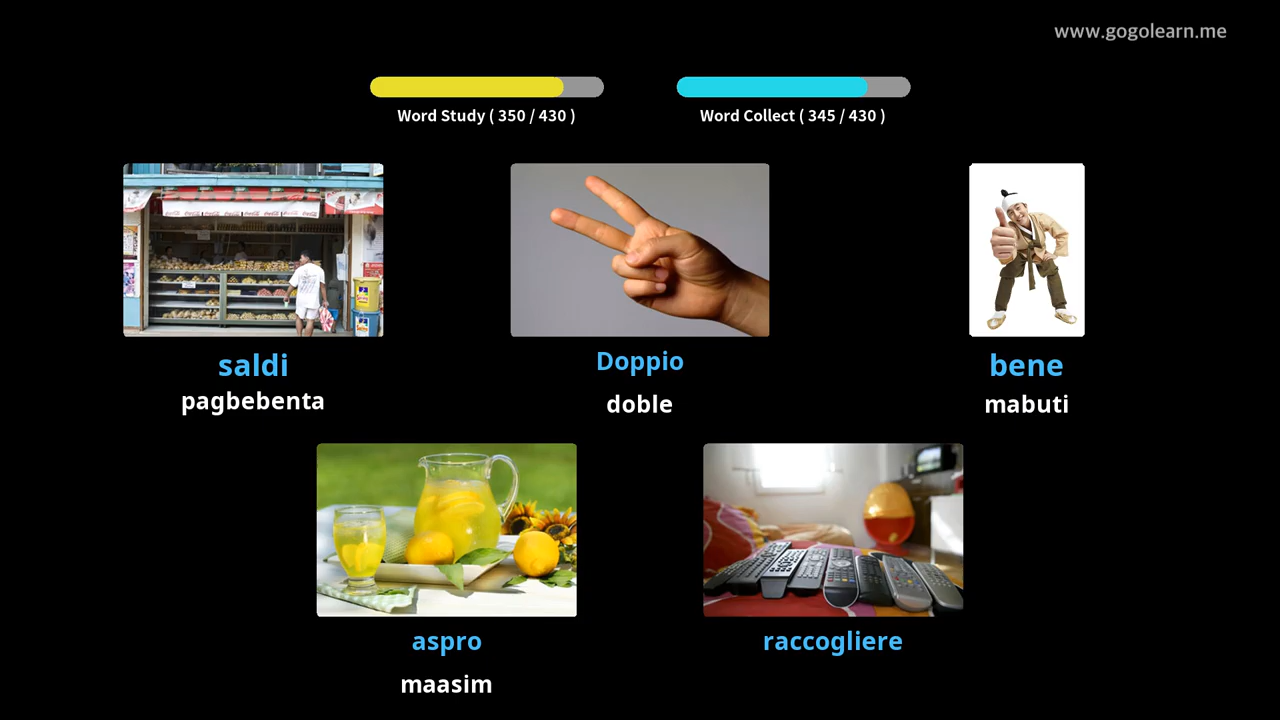 www.gogolearn.me
Word Study ( 350 / 430 )
Word Collect ( 345 / 430 )
saldi
pagbebenta
Doppio
doble
bene
mabuti
aspro
maasim
raccogliere